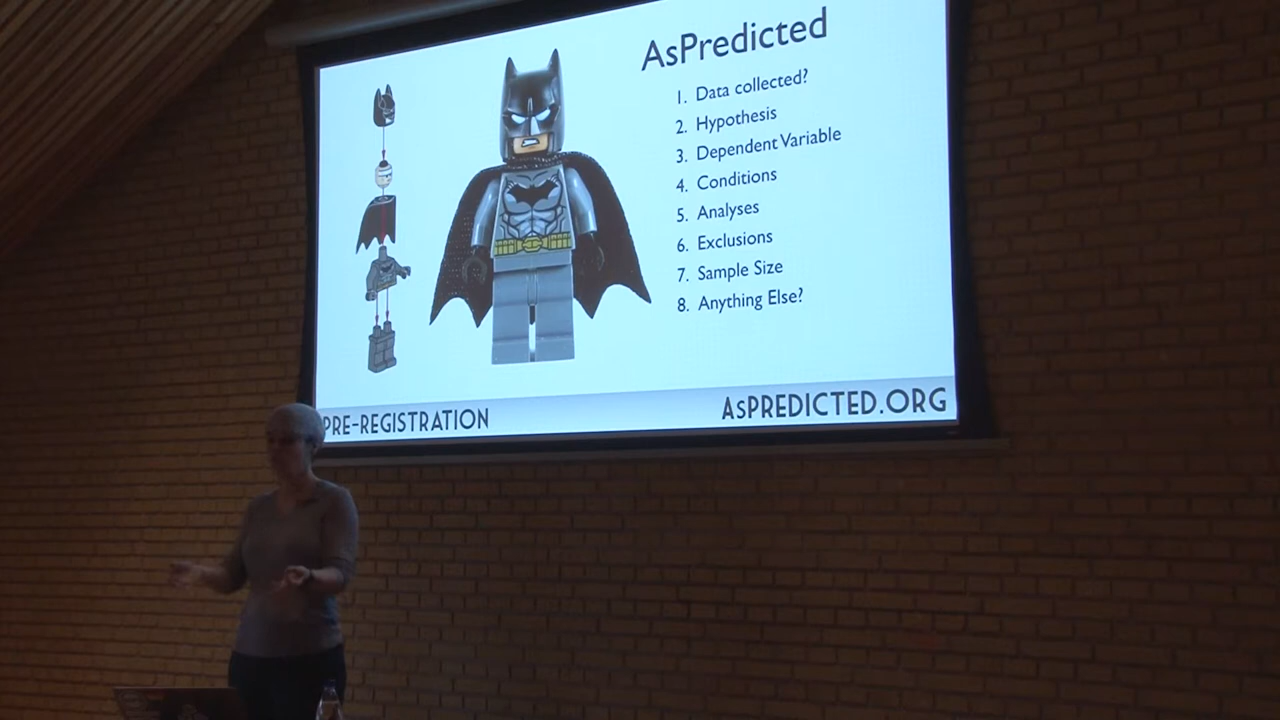 AsPredicted
1. Data collected?
2. Hypothesis
3. Dependent Variable
4. Conditions
5. Analyses
6. Exclusions
7. Sample Size
8. Anything Else?
PRE-REGISTRATION
AsPREDICTED.ORG